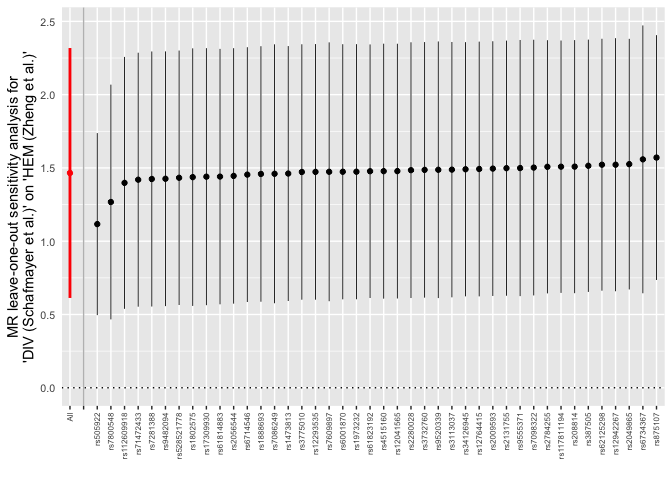 MR leave-one-out sensitivity analysis for
'DIV (Schafmayer et al.)' on 'HEM (Zheng et al.)'
2.5
2.0
1.5
1.0
0.5
0.0
All
rs505922
rs7800548
rs112609918
rs71472433
rs7281388
rs9482094
rs528521778
rs1802575
rs17309930
rs61814883
rs2056544
rs6714546
rs1888693
rs7086249
rs1473813
rs3775010
rs12293535
rs7609897
rs6001870
rs1973232
rs61823192
rs4515160
rs12041565
rs2280028
rs3732760
rs9520339
rs3113037
rs34126945
rs12764415
rs2009593
rs2131755
rs9555371
rs7098322
rs2784255
rs117811194
rs208814
rs387505
rs62125298
rs12942267
rs2049865
rs6734367
rs875107